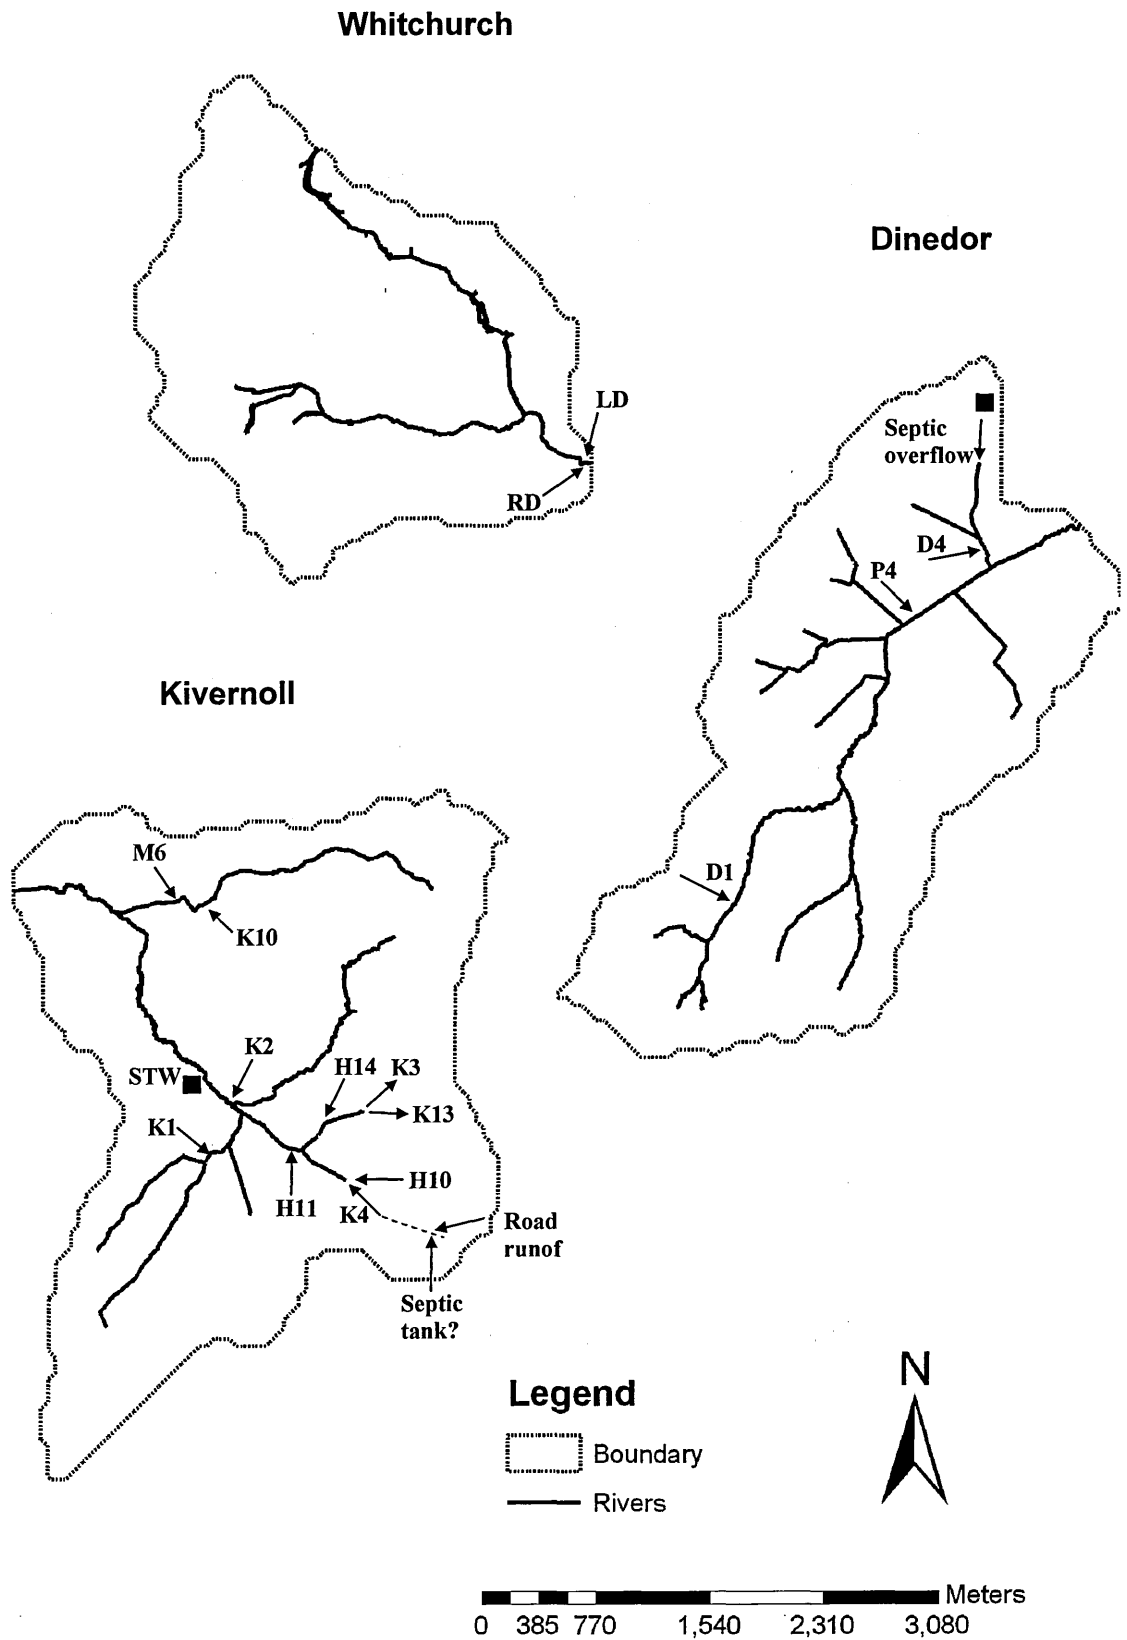 Whitchurch
LD
RD
Dinedor
Septic
overflow
D4
P4
D1
Kivernoll
M6
K10
K2
STW
H14
K3
K13
K1
H10
H11
K4
Road
runof
Septic
tank?
N
Legend
Boundary
Rivers
Meters
0 385 770 1,540 2,310 3,080